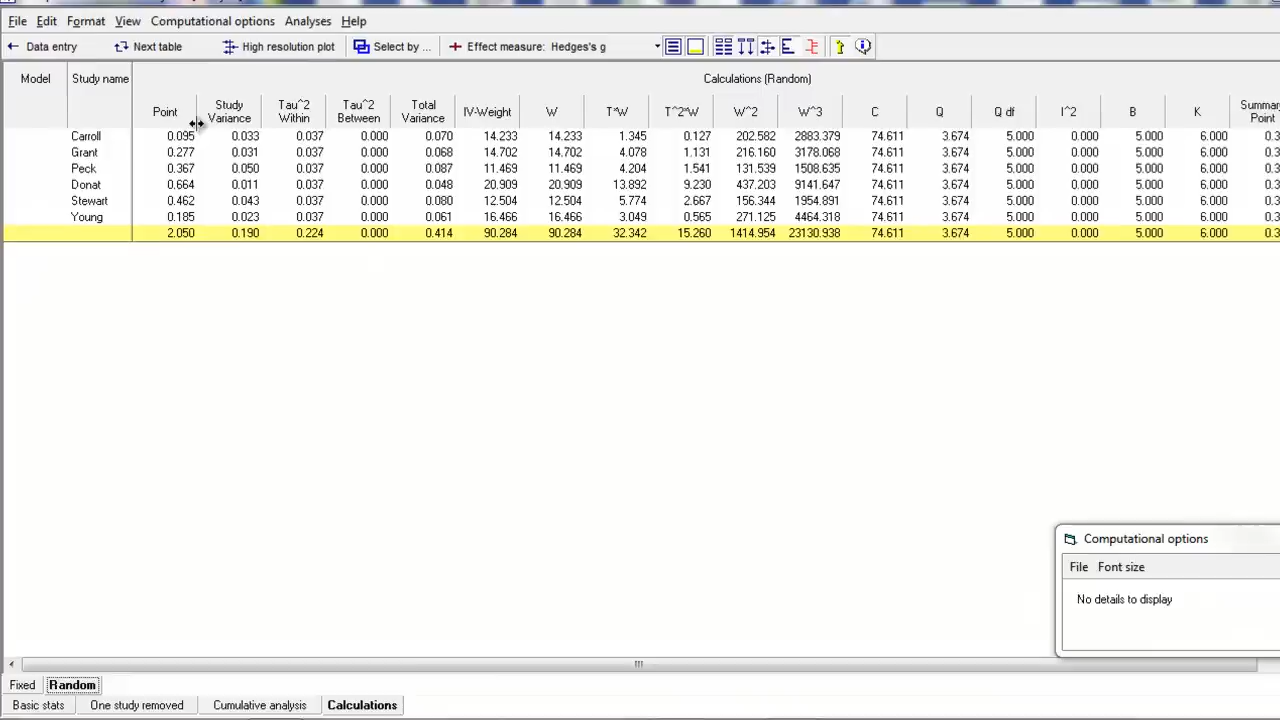 File Edit Format View Computational options Analyses Help
Data entry Next table High resolution plot Select by ... Effect measure: Hedges's g
Model Study name Calculations (Random)
Point Study Variance Tau^2 Within Tau^2 Between Total Variance IV-Weight W T*W T^2*W W^2 W^3 C Q Q df I^2 B K Point
Carroll 0.095 0.033 0.037 0.000 0.070 14.233 14.233 1.345 0.127 202.582 2883.379 74.611 3.674 5.000 0.000 5.000 6.000 0.3
Grant 0.277 0.031 0.037 0.000 0.068 14.702 14.702 4.078 1.131 216.160 3178.068 74.611 3.674 5.000 0.000 5.000 6.000 0.3
Peck 0.367 0.050 0.037 0.000 0.087 11.469 11.469 4.204 1.541 131.539 1508.635 74.611 3.674 5.000 0.000 5.000 6.000 0.3
Donat 0.664 0.011 0.037 0.000 0.048 20.909 20.909 13.892 9.230 437.203 9141.647 74.611 3.674 5.000 0.000 5.000 6.000 0.3
Stewart 0.462 0.043 0.037 0.000 0.080 12.504 12.504 5.774 2.667 156.344 1954.891 74.611 3.674 5.000 0.000 5.000 6.000 0.3
Young 0.185 0.023 0.037 0.000 0.061 16.466 16.466 3.049 0.565 271.125 4464.318 74.611 3.674 5.000 0.000 5.000 6.000 0.3
2.050 0.190 0.224 0.000 0.414 90.284 90.284 32.342 15.260 1414.954 23130.938 74.611 3.674 5.000 0.000 5.000 6.000 0.3
Computational options
File Font size
No details to display
Fixed Random
Basic stats One study removed Cumulative analysis Calculations